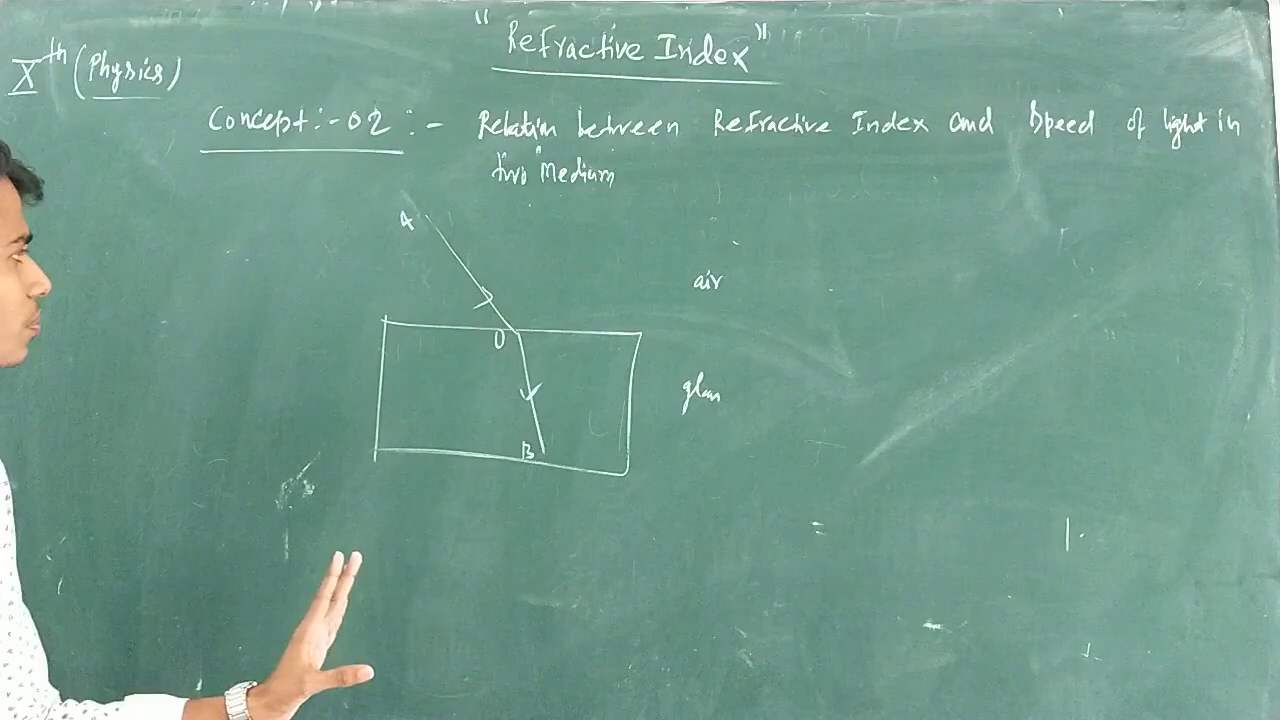 "Refractive Index"
Xth (Physics)
Concept:-02 :- Relation between Refractive Index and Speed of light in
two Medium
A
air
O
glass
B